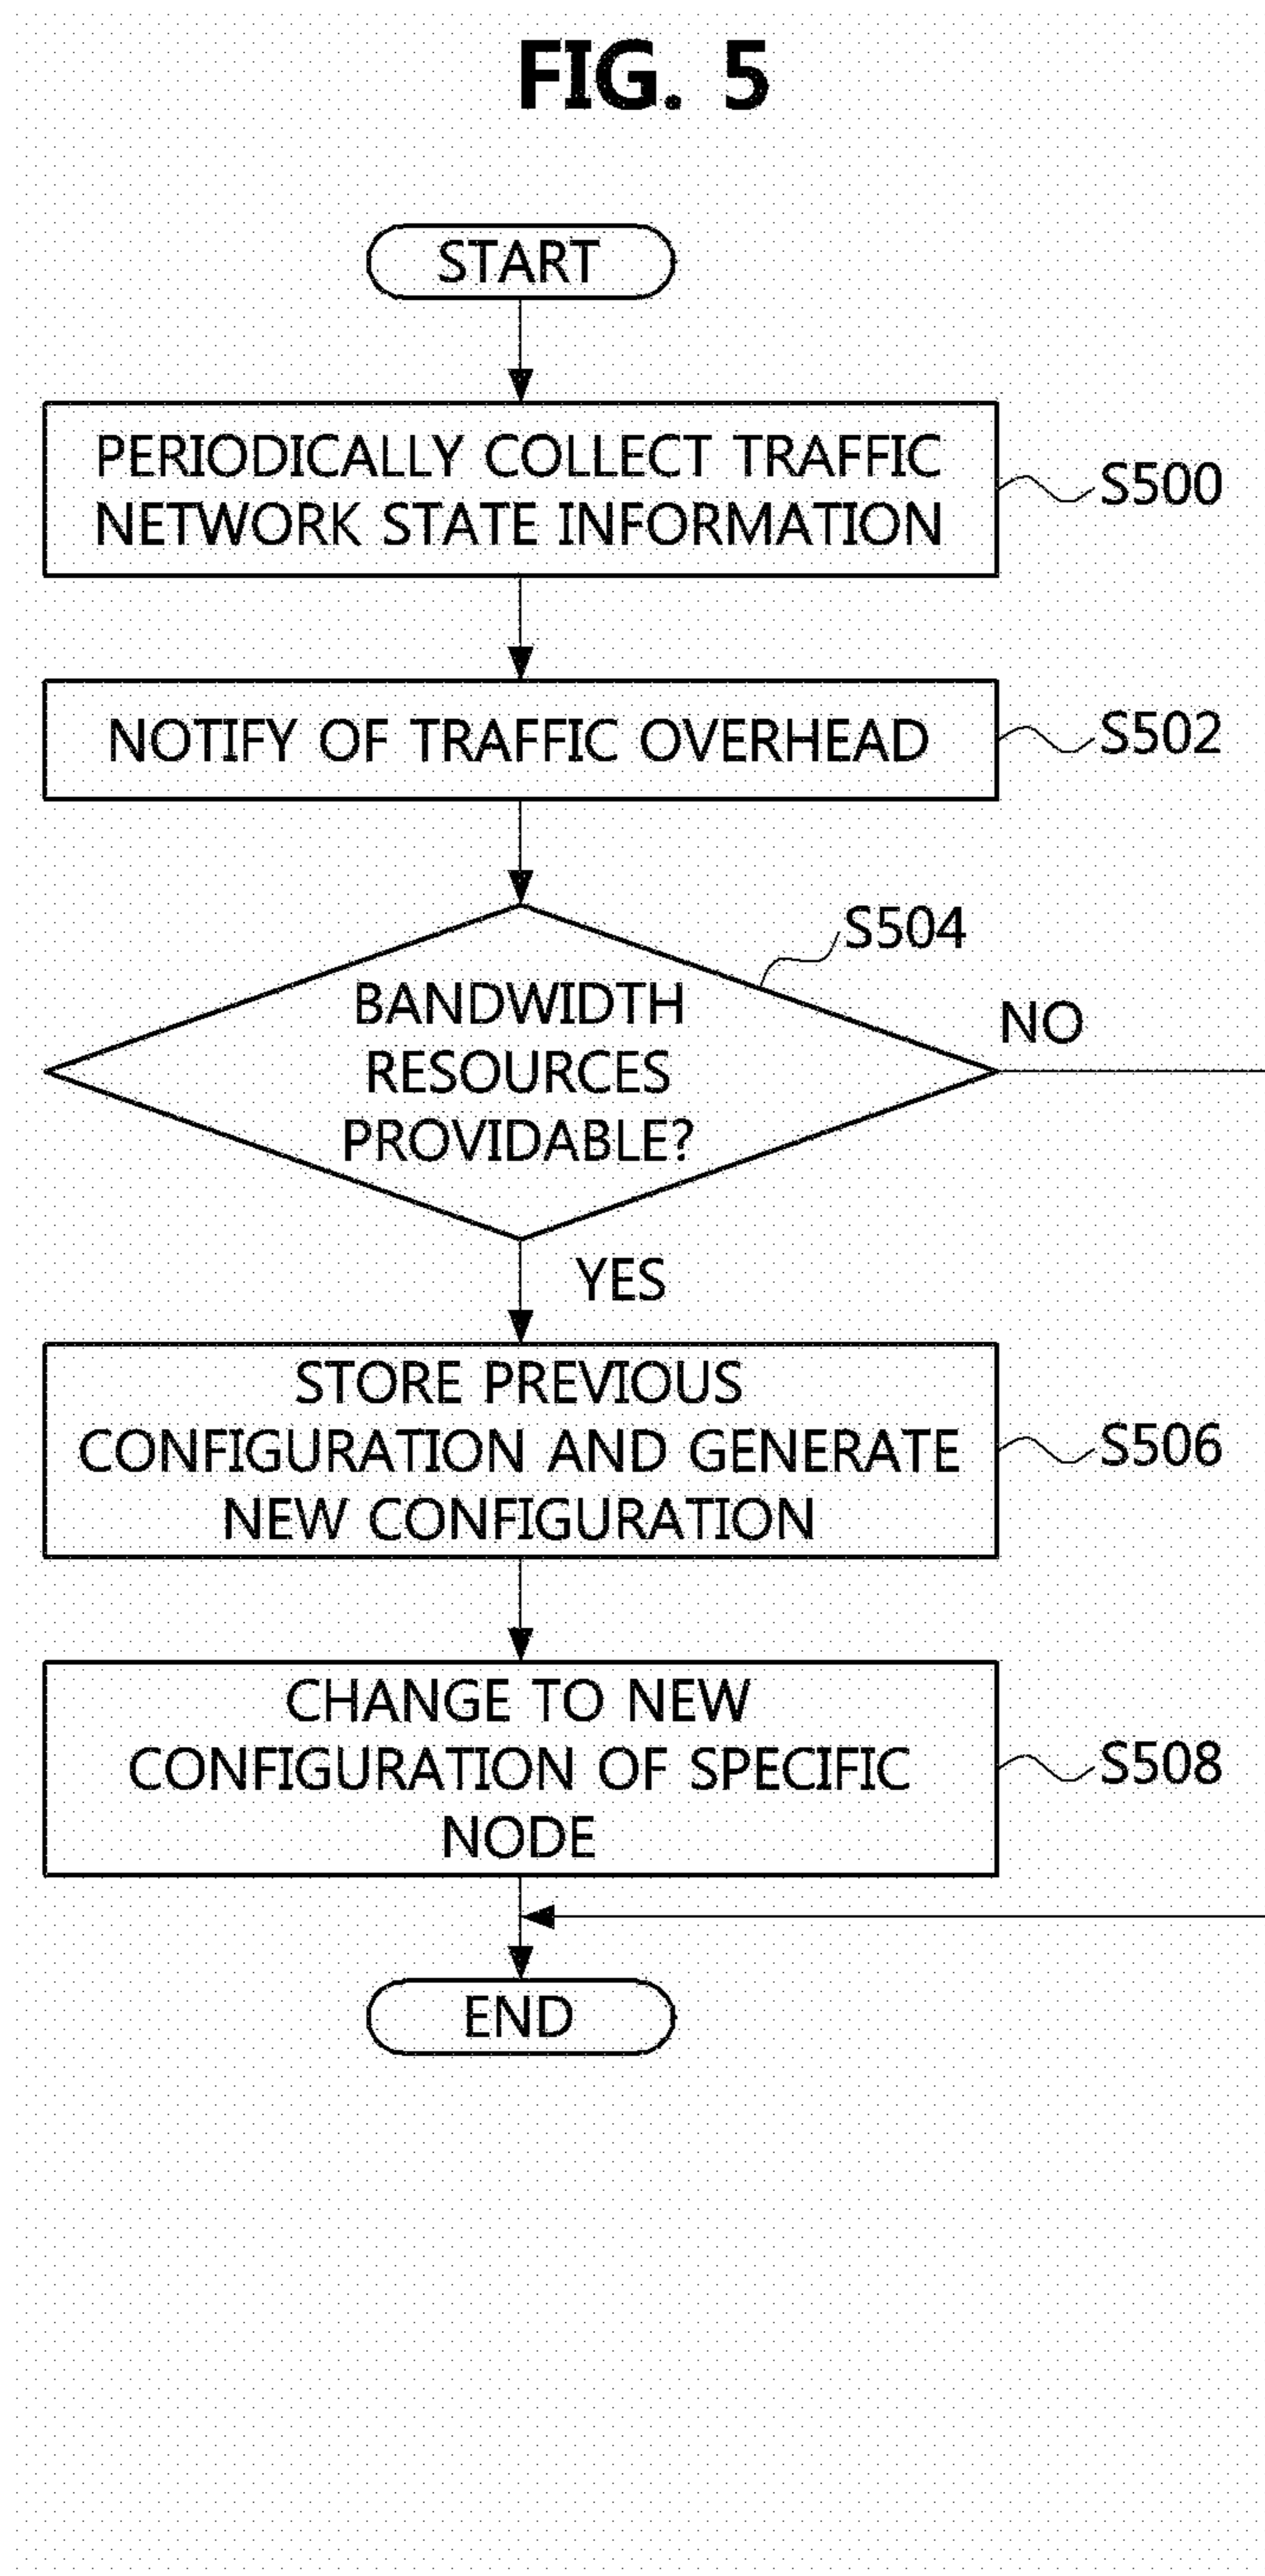 FIG. 5
START
PERIODICALLY COLLECT TRAFFIC
NETWORK STATE INFORMATION
S500
NOTIFY OF TRAFFIC OVERHEAD
S502
S504
BANDWIDTH
RESOURCES
PROVIDABLE?
NO
YES
STORE PREVIOUS
CONFIGURATION AND GENERATE
NEW CONFIGURATION
S506
CHANGE TO NEW
CONFIGURATION OF SPECIFIC
NODE
S508
END